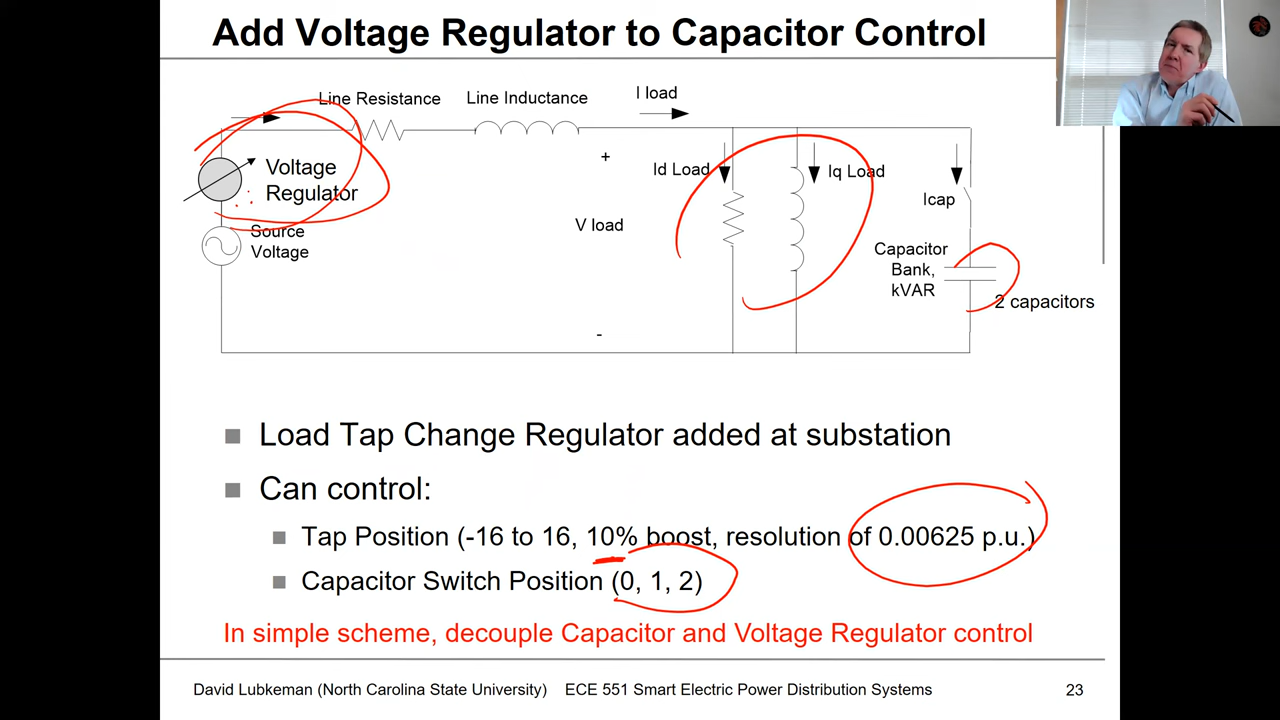 Add Voltage Regulator to Capacitor Control
Line Resistance
Line Inductance
I load
Voltage
Regulator
+
Id Load
Iq Load
Icap
V load
Source
Voltage
Capacitor
Bank,
kVAR
2 capacitors
-
Load Tap Change Regulator added at substation
Can control:
Tap Position (-16 to 16, 10% boost, resolution of 0.00625 p.u.)
Capacitor Switch Position (0, 1, 2)
In simple scheme, decouple Capacitor and Voltage Regulator control
David Lubkeman (North Carolina State University) ECE 551 Smart Electric Power Distribution Systems 23